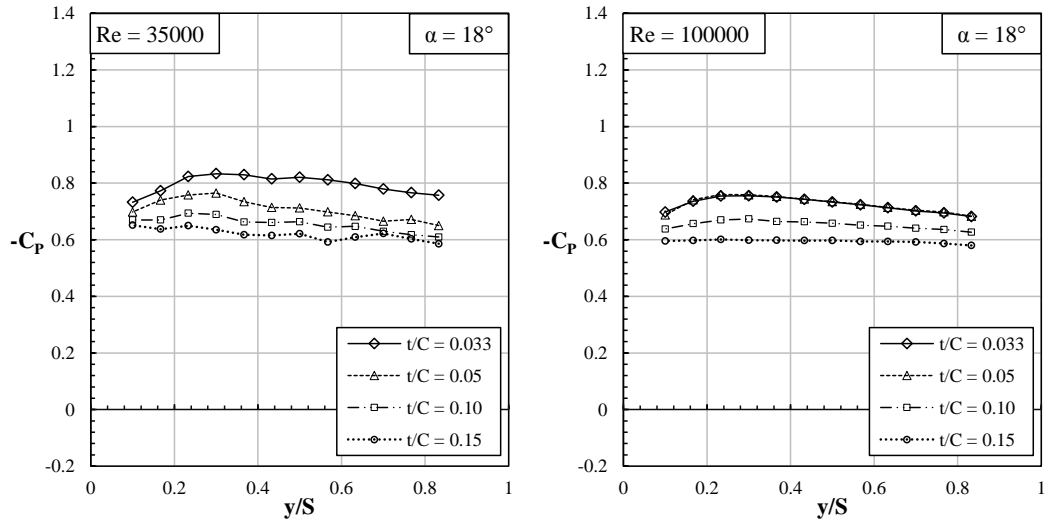 Re = 35000
α = 18°
1.4
1.2
1
0.8
0.6
0.4
0.2
0
-0.2
-CP
t/C = 0.033
t/C = 0.05
t/C = 0.10
t/C = 0.15
0 0.2 0.4 0.6 0.8 1
y/S
Re = 100000
α = 18°
1.4
1.2
1
0.8
0.6
0.4
0.2
0
-0.2
-CP
t/C = 0.033
t/C = 0.05
t/C = 0.10
t/C = 0.15
0 0.2 0.4 0.6 0.8 1
y/S